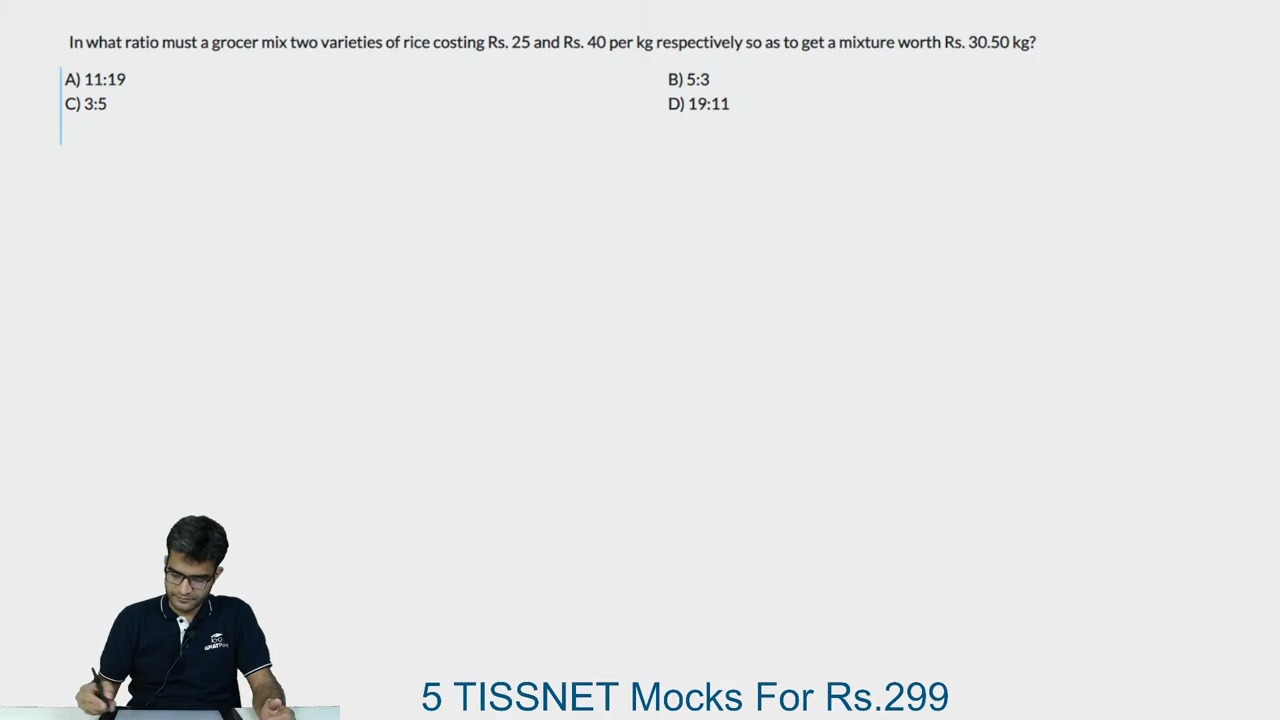 In what ratio must a grocer mix two varieties of rice costing Rs. 25 and Rs. 40 per kg respectively so as to get a mixture worth Rs. 30.50 kg?
A) 11:19
B) 5:3
C) 3:5
D) 19:11
GMATPoint
5 TISSNET Mocks For Rs.299